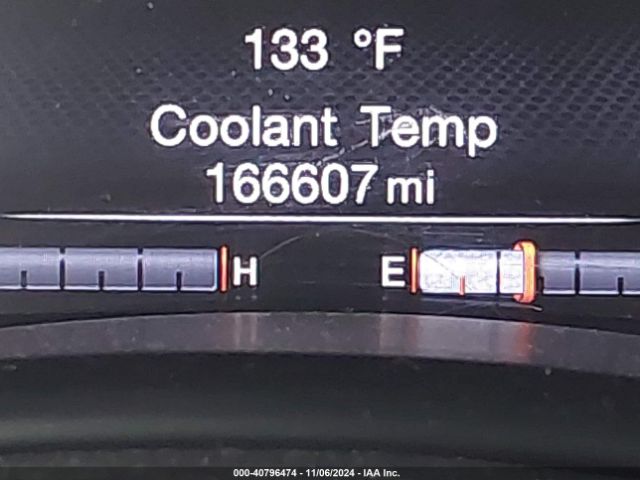 133 °F
Coolant Temp
166607 mi
H E
000-40796474 - 11/06/2024 - IAA Inc.